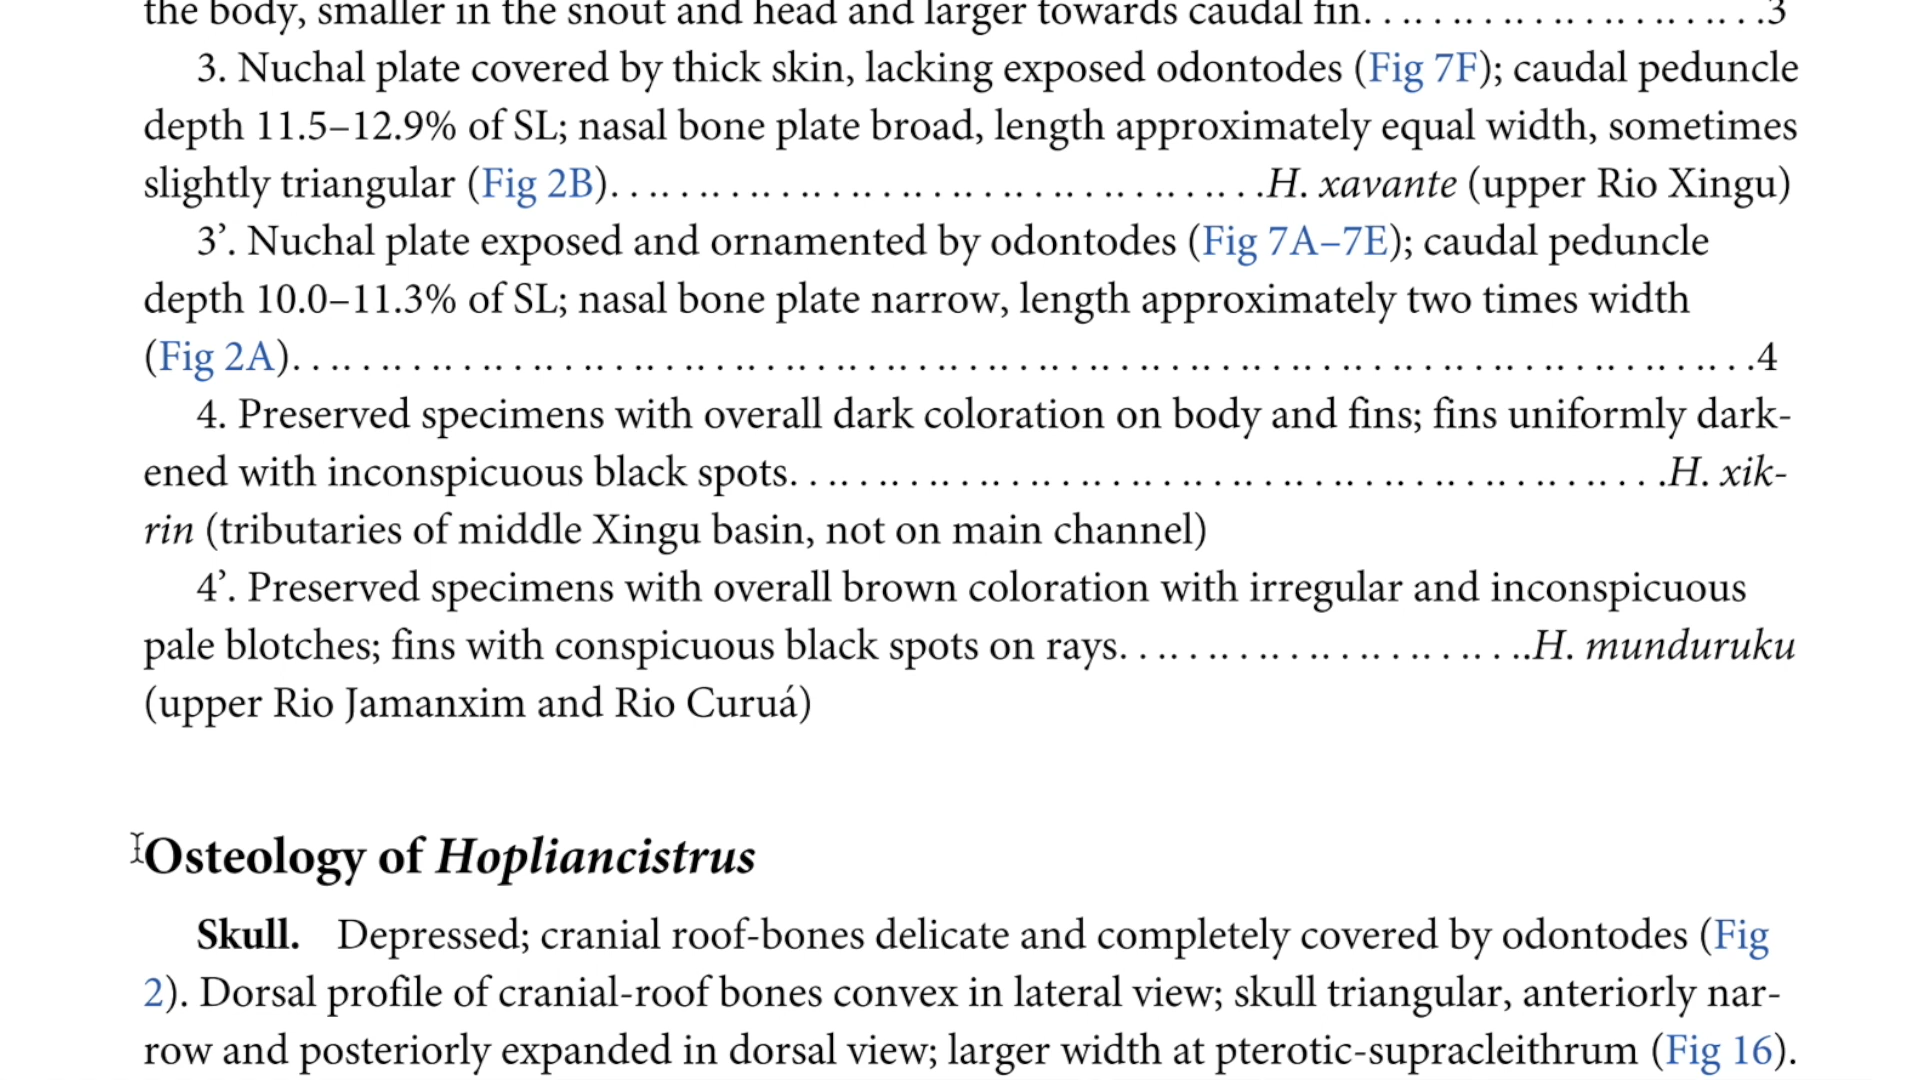 the body, smaller in the snout and head and larger towards caudal fin. . . . . . . . . . . . . . . . . . . . . . . . .3
3. Nuchal plate covered by thick skin, lacking exposed odontodes (Fig 7F); caudal peduncle
depth 11.5–12.9% of SL; nasal bone plate broad, length approximately equal width, sometimes
slightly triangular (Fig 2B). . . . . . . . . . . . . . . . . . . . . . . . . . . . . . . . . . . . . . . . .H. xavante (upper Rio Xingu)
3’. Nuchal plate exposed and ornamented by odontodes (Fig 7A–7E); caudal peduncle
depth 10.0–11.3% of SL; nasal bone plate narrow, length approximately two times width
(Fig 2A). . . . . . . . . . . . . . . . . . . . . . . . . . . . . . . . . . . . . . . . . . . . . . . . . . . . . . . . . . . . . . . . . . . . . . . . . . . . . . . .4
4. Preserved specimens with overall dark coloration on body and fins; fins uniformly dark-
ened with inconspicuous black spots. . . . . . . . . . . . . . . . . . . . . . . . . . . . . . . . . . . . . . . . . . . . . . . . . .H. xik-
rin (tributaries of middle Xingu basin, not on main channel)
4’. Preserved specimens with overall brown coloration with irregular and inconspicuous
pale blotches; fins with conspicuous black spots on rays. . . . . . . . . . . . . . . . . . . . . . . ..H. munduruku
(upper Rio Jamanxim and Rio Curuá)
Osteology of Hopliancistrus
Skull. Depressed; cranial roof-bones delicate and completely covered by odontodes (Fig
2). Dorsal profile of cranial-roof bones convex in lateral view; skull triangular, anteriorly nar-
row and posteriorly expanded in dorsal view; larger width at pterotic-supracleithrum (Fig 16).